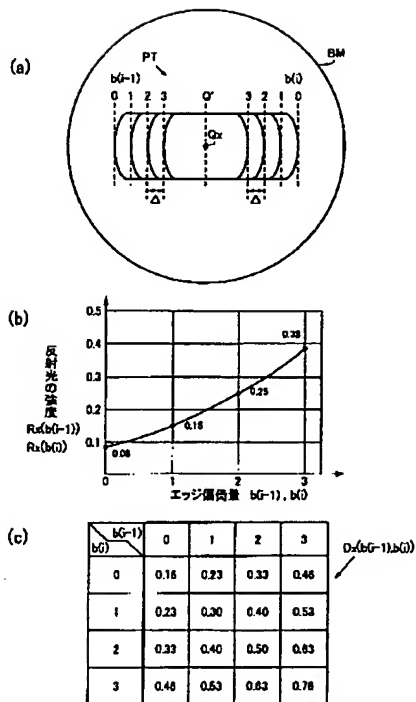 (a)
PT
BM
b(i-1)
b(i)
0 1 2 3 Q' 3 2 1 0
Qx
Δ Δ
(b)
反射光の強度
Rx(b(i-1))
Rx(b(i))
0.5
0.4
0.3
0.2
0.1
0.08
0.15
0.25
0.38
0 1 2 3
エッジ偏倚量 b(i-1), b(i)
(c)
b(i-1) 0 1 2 3
b(i)
Dx(b(i-1),b(i))
0 0.16 0.23 0.33 0.46
1 0.23 0.30 0.40 0.53
2 0.33 0.40 0.50 0.63
3 0.46 0.53 0.63 0.76